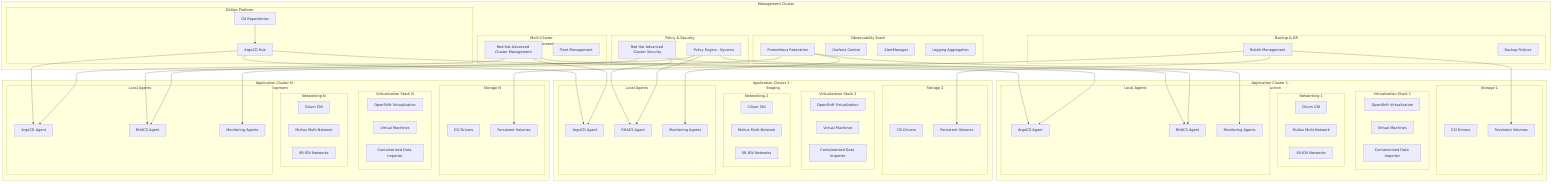 Management Cluster
GitOps Platform
Git Repositories
ArgoCD Hub
Multi-Cluster
Red Hat Advanced
Cluster Management
Fleet Management
Policy & Security
Red Hat Advanced
Cluster Security
Policy Engine - Kyverno
Observability Stack
Prometheus Federation
Grafana Central
AlertManager
Logging Aggregation
Backup & DR
Rubrik Management
Backup Policies
Application Cluster N -
Local Agents
ArgoCD Agent
RHACS Agent
Monitoring Agents
Networking N
Cilium CNI
Multus Multi-Network
SR-IOV Networks
Virtualization Stack N
OpenShift Virtualization
Virtual Machines
Containerized Data
Importer
Storage N
CSI Drivers
Persistent Volumes
Application Cluster 2 -
Staging
Local Agents
ArgoCD Agent
RHACS Agent
Monitoring Agents
Networking 2
Cilium CNI
Multus Multi-Network
SR-IOV Networks
Virtualization Stack 2
OpenShift Virtualization
Virtual Machines
Containerized Data
Importer
Storage 2
CSI Drivers
Persistent Volumes
Application Cluster 1 -
Local Agents
ArgoCD Agent
RHACS Agent
Monitoring Agents
Networking 1
Cilium CNI
Multus Multi-Network
SR-IOV Networks
Virtualization Stack 1
OpenShift Virtualization
Virtual Machines
Containerized Data
Importer
Storage 1
CSI Drivers
Persistent Volumes